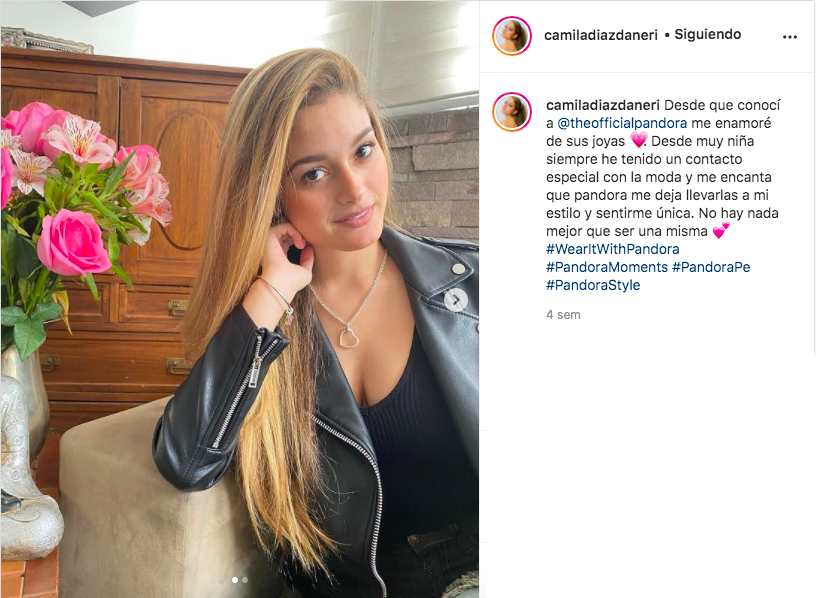 camiladiazdaneri • Siguiendo
camiladiazdaneri Desde que conocí
a @theofficialpandora me enamoré
de sus joyas 💗. Desde muy niña
siempre he tenido un contacto
especial con la moda y me encanta
que pandora me deja llevarlas a mi
estilo y sentirme única. No hay nada
mejor que ser una misma 💕
#WearItWithPandora
#PandoraMoments #PandoraPe
#PandoraStyle
4 sem